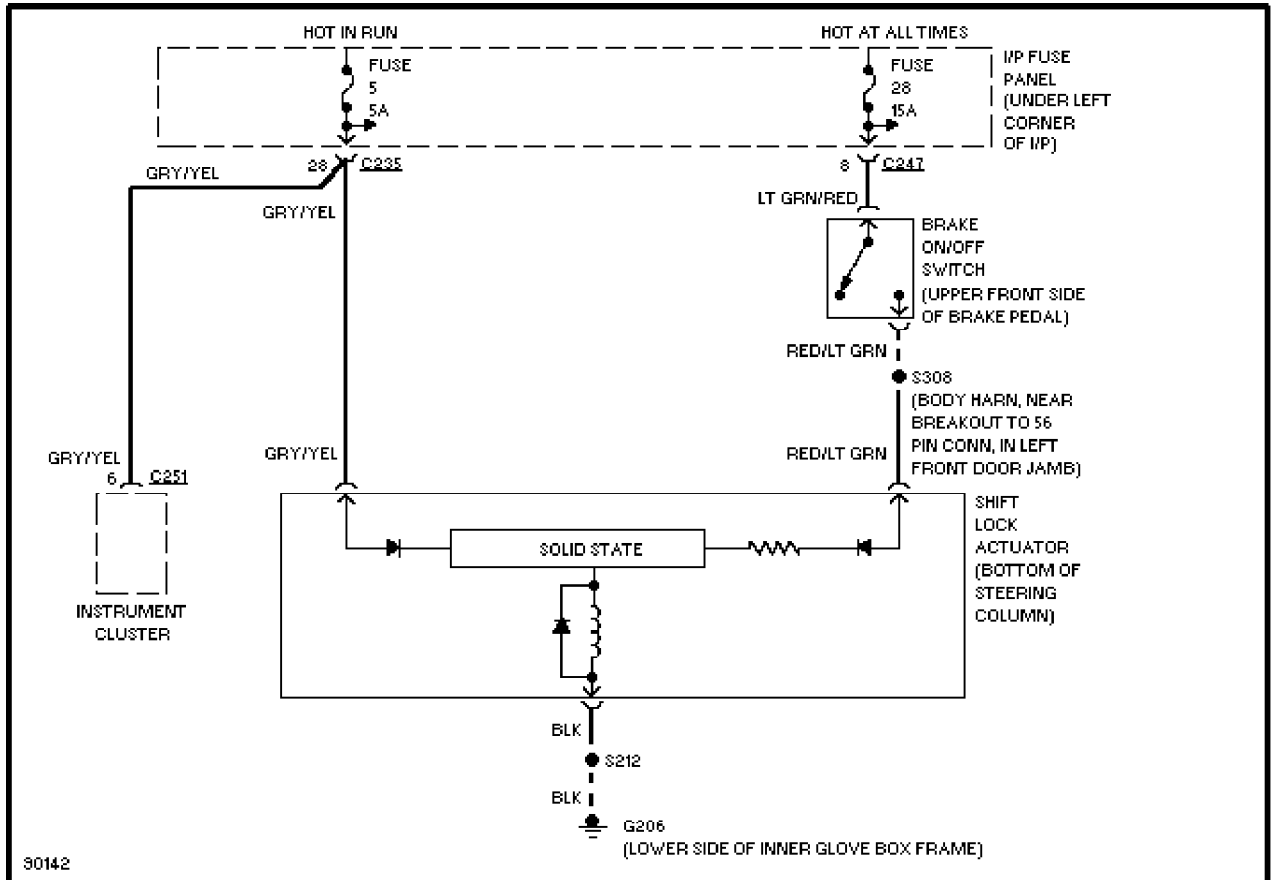 HOT IN RUN
HOT AT ALL TIMES
FUSE
5
5A
FUSE
28
15A
I/P FUSE
PANEL
(UNDER LEFT
CORNER
OF I/P)
28 C235
8 C247
GRY/YEL
GRY/YEL
LT GRN/RED
BRAKE
ON/OFF
SWITCH
(UPPER FRONT SIDE
OF BRAKE PEDAL)
RED/LT GRN
S308
(BODY HARN, NEAR
BREAKOUT TO 56
PIN CONN, IN LEFT
FRONT DOOR JAMB)
GRY/YEL
6 C251
GRY/YEL
RED/LT GRN
INSTRUMENT
CLUSTER
SOLID STATE
SHIFT
LOCK
ACTUATOR
(BOTTOM OF
STEERING
COLUMN)
BLK
S212
BLK
G206
(LOWER SIDE OF INNER GLOVE BOX FRAME)
90142